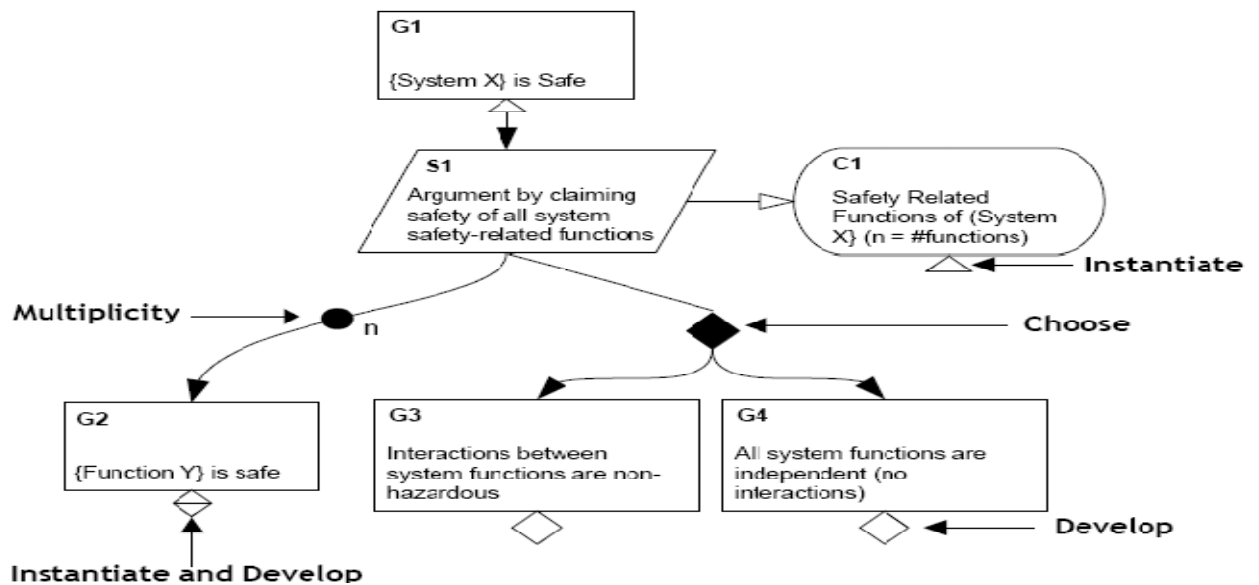 G1
{System X} is Safe
S1
Argument by claiming
safety of all system
safety-related functions
C1
Safety Related
Functions of (System
X} (n = #functions)
Instantiate
Multiplicity
n
Choose
G2
{Function Y} is safe
G3
Interactions between
system functions are non-
hazardous
G4
All system functions are
independent (no
interactions)
Develop
Instantiate and Develop